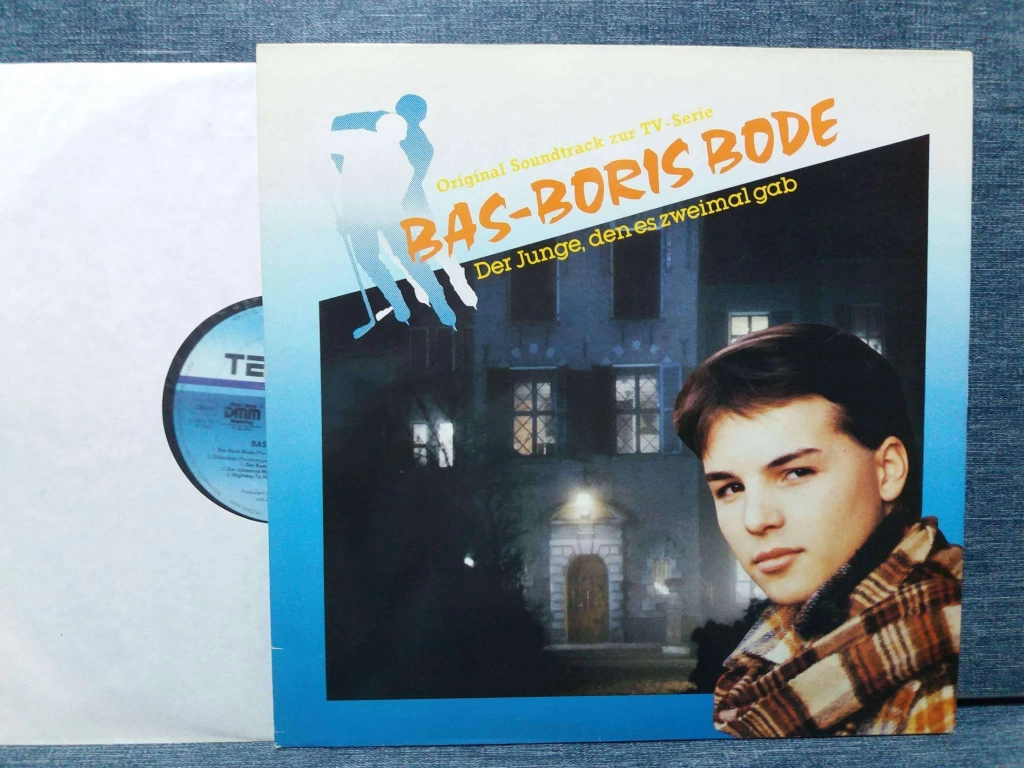 Original Soundtrack zur TV-Serie
BAS-BORIS BODE
Der Junge, den es zweimal gab
TE
DMM
BAS